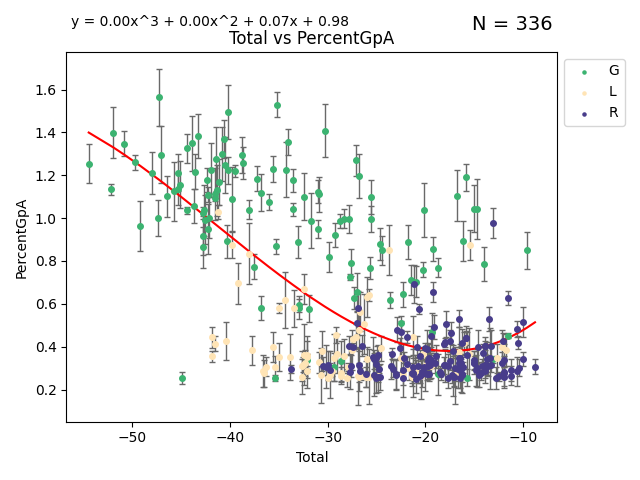 y = 0.00x^3 + 0.00x^2 + 0.07x + 0.98
N = 336
Total vs PercentGpA
G
L
R
PercentGpA
1.6
1.4
1.2
1.0
0.8
0.6
0.4
0.2
−50 −40 −30 −20 −10
Total